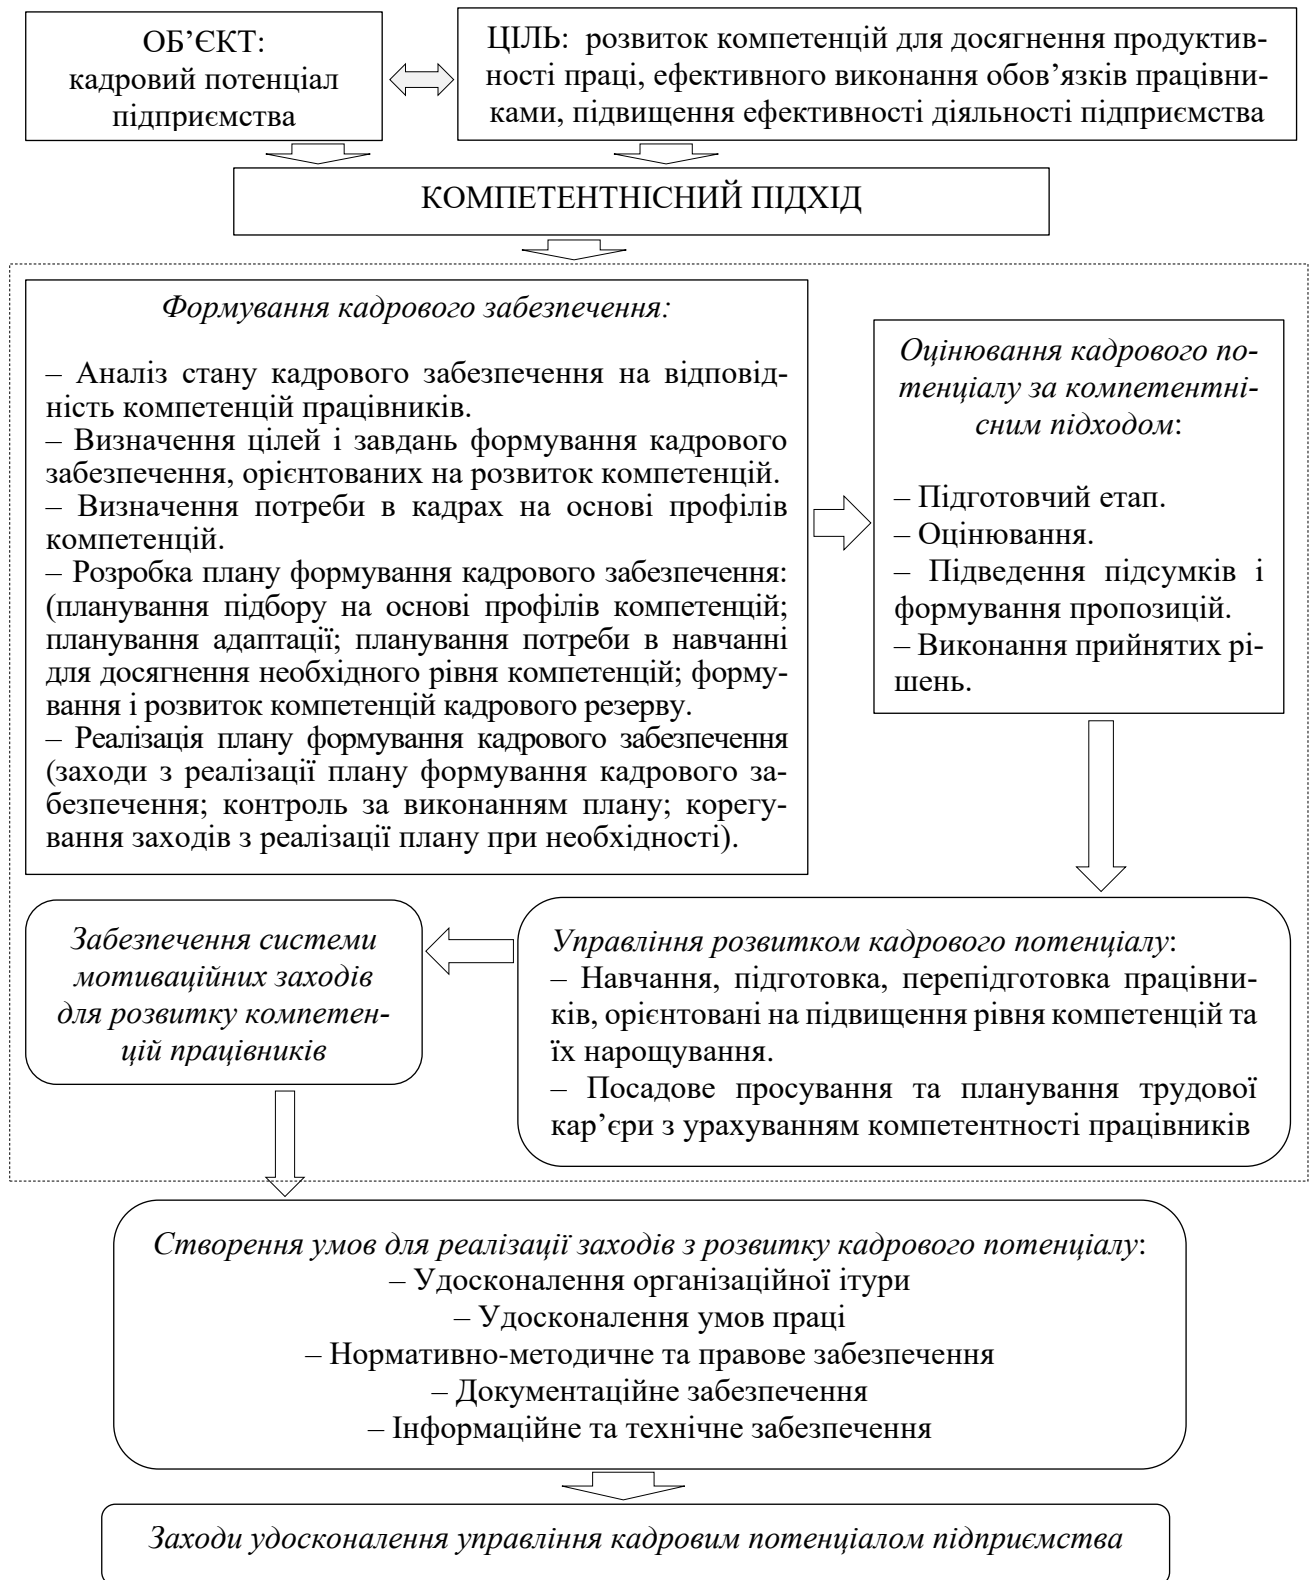 ОБ’ЄКТ:
кадровий потенціал
підприємства
ЦІЛЬ: розвиток компетенцій для досягнення продуктив-
ності праці, ефективного виконання обов’язків працівни-
ками, підвищення ефективності діяльності підприємства
КОМПЕТЕНТНІСНИЙ ПІДХІД
Формування кадрового забезпечення:
– Аналіз стану кадрового забезпечення на відповід-
ність компетенцій працівників.
– Визначення цілей і завдань формування кадрового
забезпечення, орієнтованих на розвиток компетенцій.
– Визначення потреби в кадрах на основі профілів
компетенцій.
– Розробка плану формування кадрового забезпечення:
(планування підбору на основі профілів компетенцій;
планування адаптації; планування потреби в навчанні
для досягнення необхідного рівня компетенцій; форму-
вання і розвиток компетенцій кадрового резерву.
– Реалізація плану формування кадрового забезпечення
(заходи з реалізації плану формування кадрового за-
безпечення; контроль за виконанням плану; корегу-
вання заходів з реалізації плану при необхідності).
Оцінювання кадрового по-
тенціалу за компетентні-
сним підходом:
– Підготовчий етап.
– Оцінювання.
– Підведення підсумків і
формування пропозицій.
– Виконання прийнятих рі-
шень.
Управління розвитком кадрового потенціалу:
– Навчання, підготовка, перепідготовка працівни-
ків, орієнтовані на підвищення рівня компетенцій та
їх нарощування.
– Посадове просування та планування трудової
кар’єри з урахуванням компетентності працівників
Забезпечення системи
мотиваційних заходів
для розвитку компетен-
цій працівників
Створення умов для реалізації заходів з розвитку кадрового потенціалу:
– Удосконалення організаційної ітури
– Удосконалення умов праці
– Нормативно-методичне та правове забезпечення
– Документаційне забезпечення
– Інформаційне та технічне забезпечення
Заходи удосконалення управління кадровим потенціалом підприємства